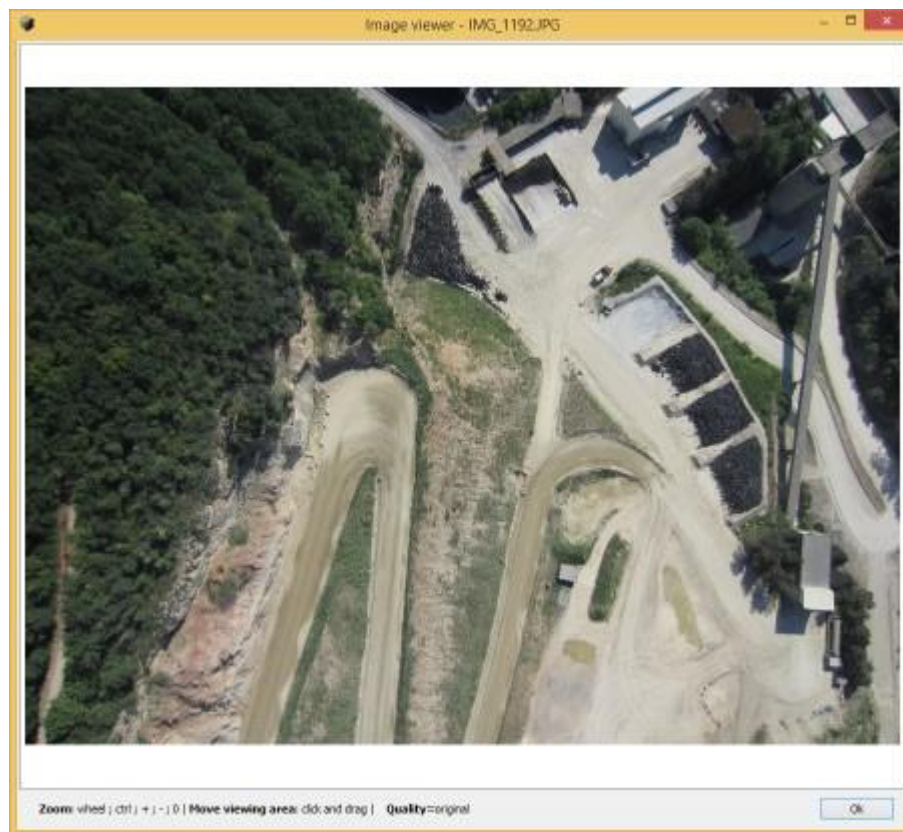 Image viewer - IMG_1192.JPG
Zoom: wheel ; ctrl ; + ; - ; 0 | Move viewing area: click and drag | Quality=original
Ok